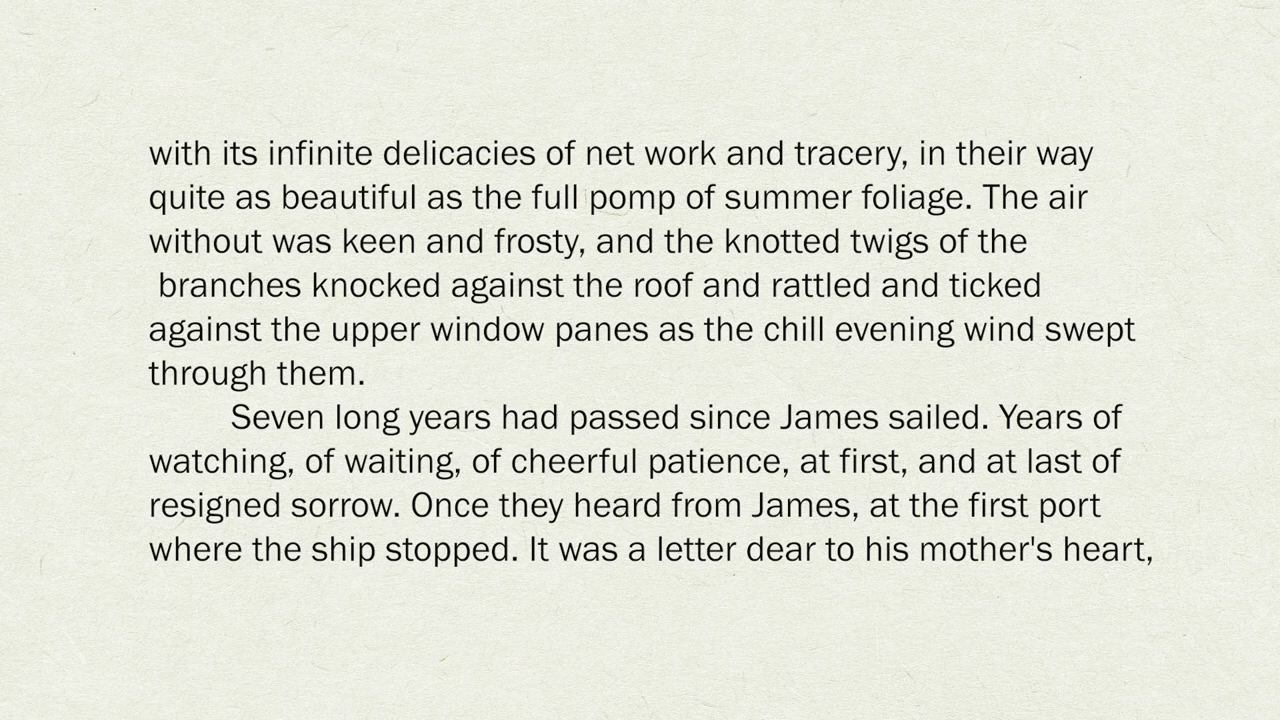 with its infinite delicacies of net work and tracery, in their way
quite as beautiful as the full pomp of summer foliage. The air
without was keen and frosty, and the knotted twigs of the
branches knocked against the roof and rattled and ticked
against the upper window panes as the chill evening wind swept
through them.
Seven long years had passed since James sailed. Years of
watching, of waiting, of cheerful patience, at first, and at last of
resigned sorrow. Once they heard from James, at the first port
where the ship stopped. It was a letter dear to his mother's heart,